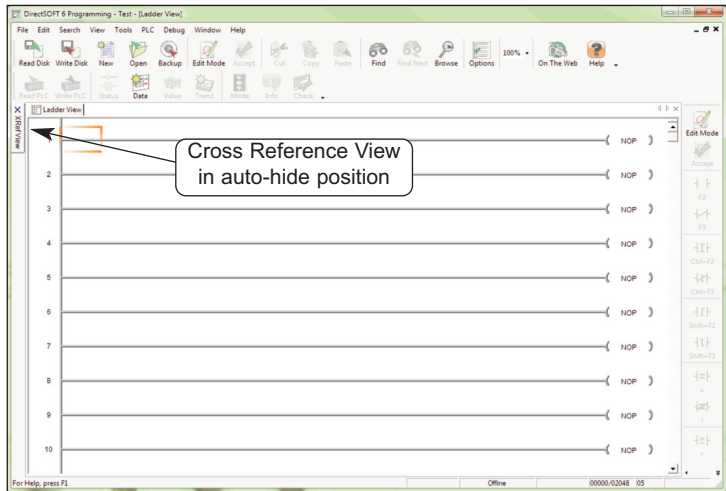 DirectSOFT 6 Programming - Test - [Ladder View]
File Edit Search View Tools PLC Debug Window Help
Read Disk Write Disk New Open Backup Edit Mode Accept Cut Copy Paste Find Find Next Browse Options 100% On The Web Help
Read PLC Write PLC Status Data Value Trend Mode Info Check
X Ladder View
XRef View
Cross Reference View
in auto-hide position
NOP
2 NOP
3 NOP
4 NOP
5 NOP
6 NOP
7 NOP
8 NOP
9 NOP
10 NOP
Edit Mode
Accept
F2
F3
Ctrl+F2
Ctrl+F3
Shift+F2
Shift+F3
=
;
For Help, press F1 Offline 00000/02048 05